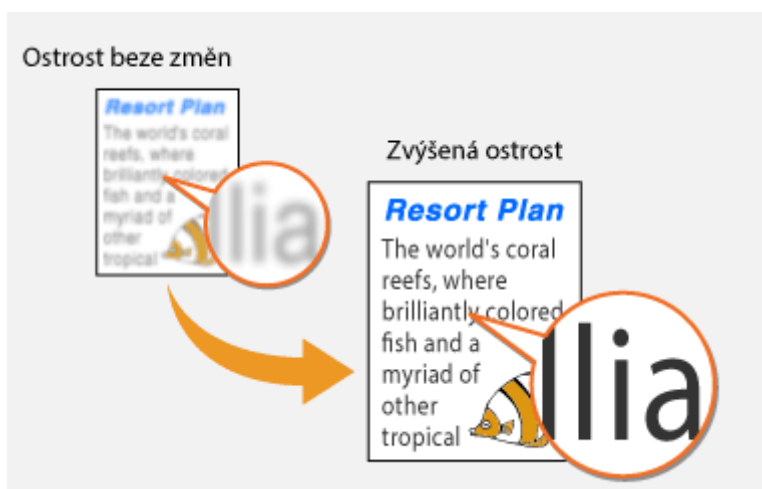 Ostrost beze změn
Resort Plan
The world's coral
reefs, where
brilliantly colored
fish and a
myriad of
other
tropical
llia
Zvýšená ostrost
Resort Plan
The world's coral
reefs, where
brilliantly colored
fish and a
myriad of
other
tropical
llia